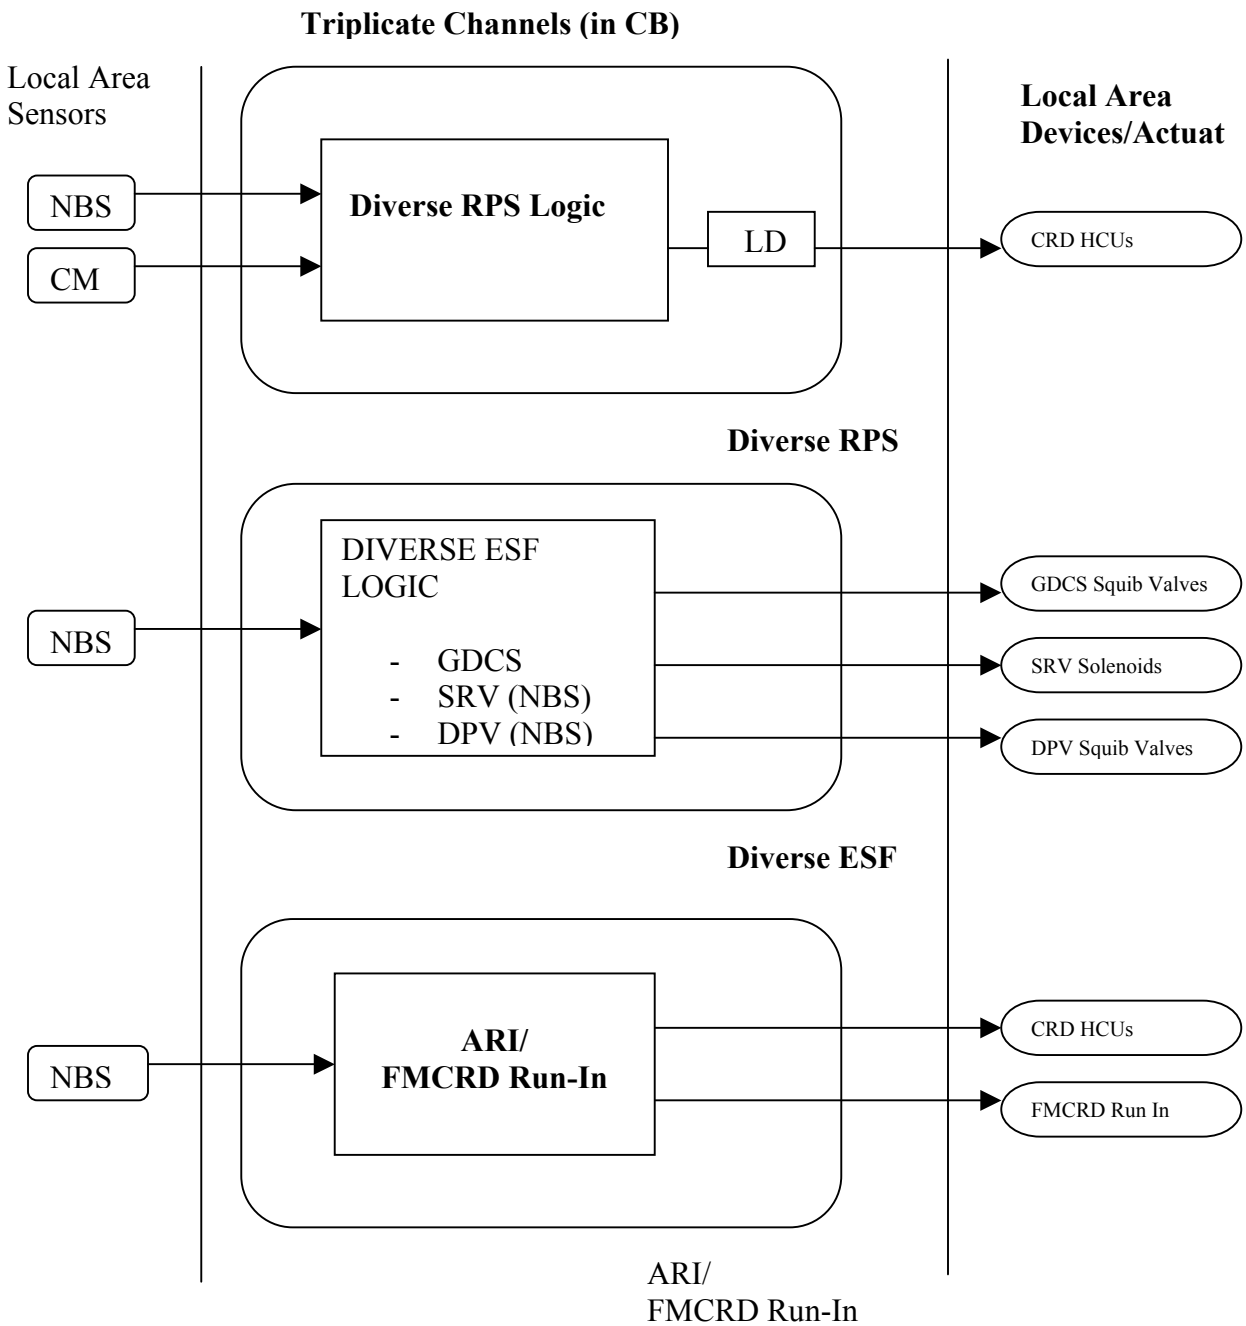 Triplicate Channels (in CB)
Local Area
Sensors
Local Area
Devices/Actuat
NBS
CM
Diverse RPS Logic
LD
CRD HCUs
Diverse RPS
NBS
DIVERSE ESF
LOGIC
- GDCS
- SRV (NBS)
- DPV (NBS)
GDCS Squib Valves
SRV Solenoids
DPV Squib Valves
Diverse ESF
NBS
ARI/
FMCRD Run-In
CRD HCUs
FMCRD Run In
ARI/
FMCRD Run-In